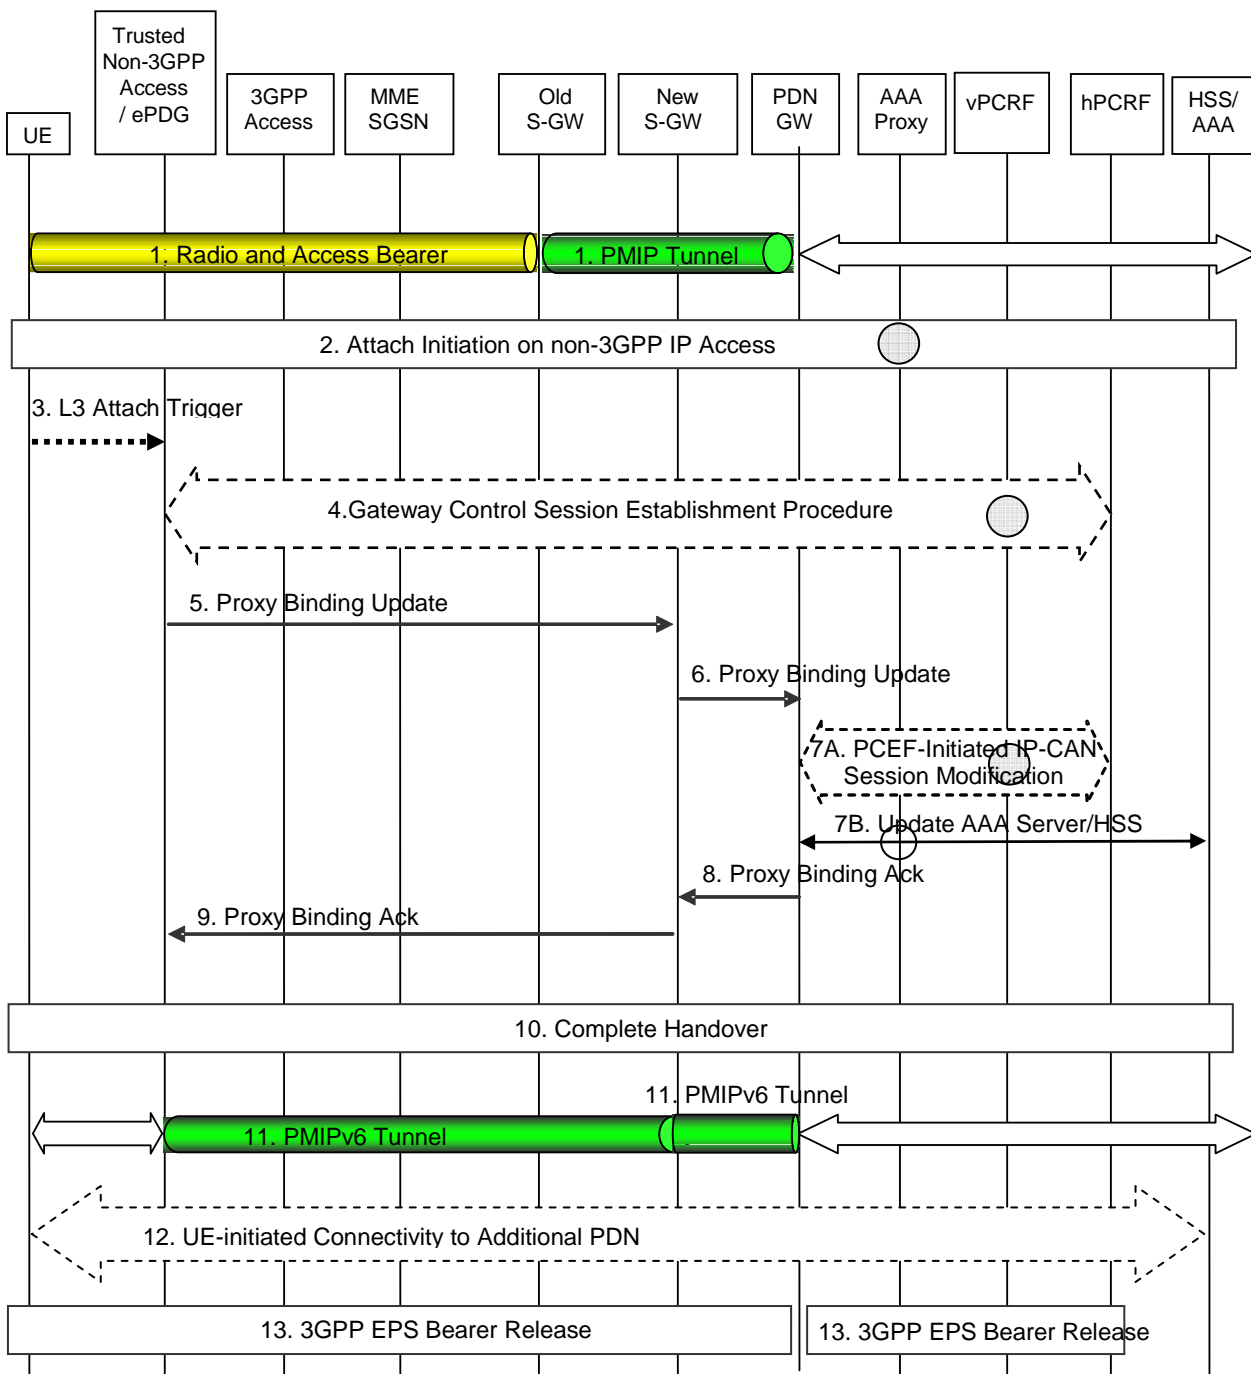 UE
Trusted
Non-3GPP
Access
/ ePDG
3GPP
Access
MME
SGSN
Old
S-GW
New
S-GW
PDN
GW
AAA
Proxy
vPCRF
hPCRF
HSS/
AAA
1. Radio and Access Bearer
1. PMIP Tunnel
2. Attach Initiation on non-3GPP IP Access
3. L3 Attach Trigger
4.Gateway Control Session Establishment Procedure
5. Proxy Binding Update
6. Proxy Binding Update
7A. PCEF-Initiated IP-CAN
Session Modification
7B. Update AAA Server/HSS
8. Proxy Binding Ack
9. Proxy Binding Ack
10. Complete Handover
11. PMIPv6 Tunnel
11. PMIPv6 Tunnel
12. UE-initiated Connectivity to Additional PDN
13. 3GPP EPS Bearer Release
13. 3GPP EPS Bearer Release